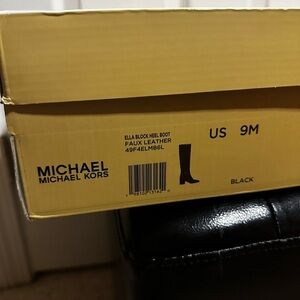 ELLA BLOCK HEEL BOOT
FAUX LEATHER
49F4ELMB6L
US 9M
MICHAEL
MICHAEL KORS
BLACK